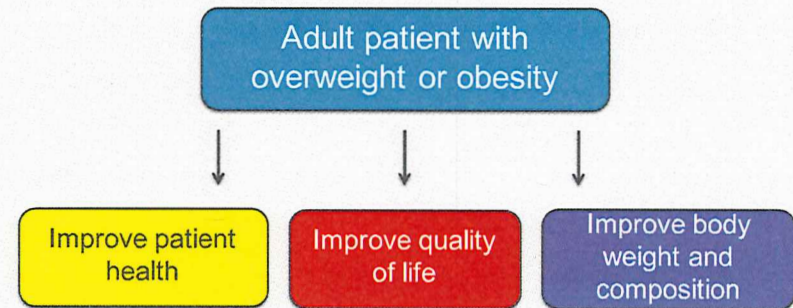 Adult patient with
overweight or obesity
Improve patient
health
Improve quality
of life
Improve body
weight and
composition